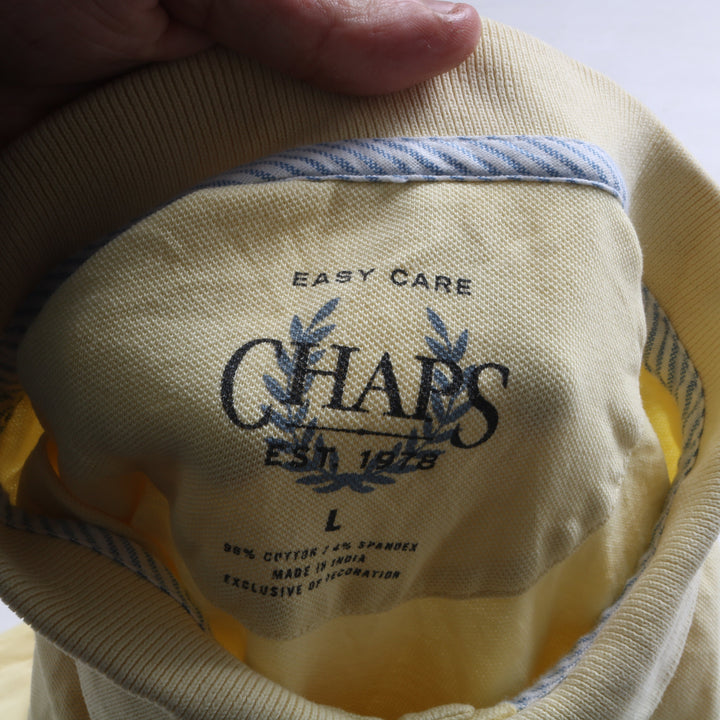 EASY CARE
CHAPS
EST 1978
L
96% COTTON / 4% SPANDEX
MADE IN INDIA
EXCLUSIVE OF DECORATION